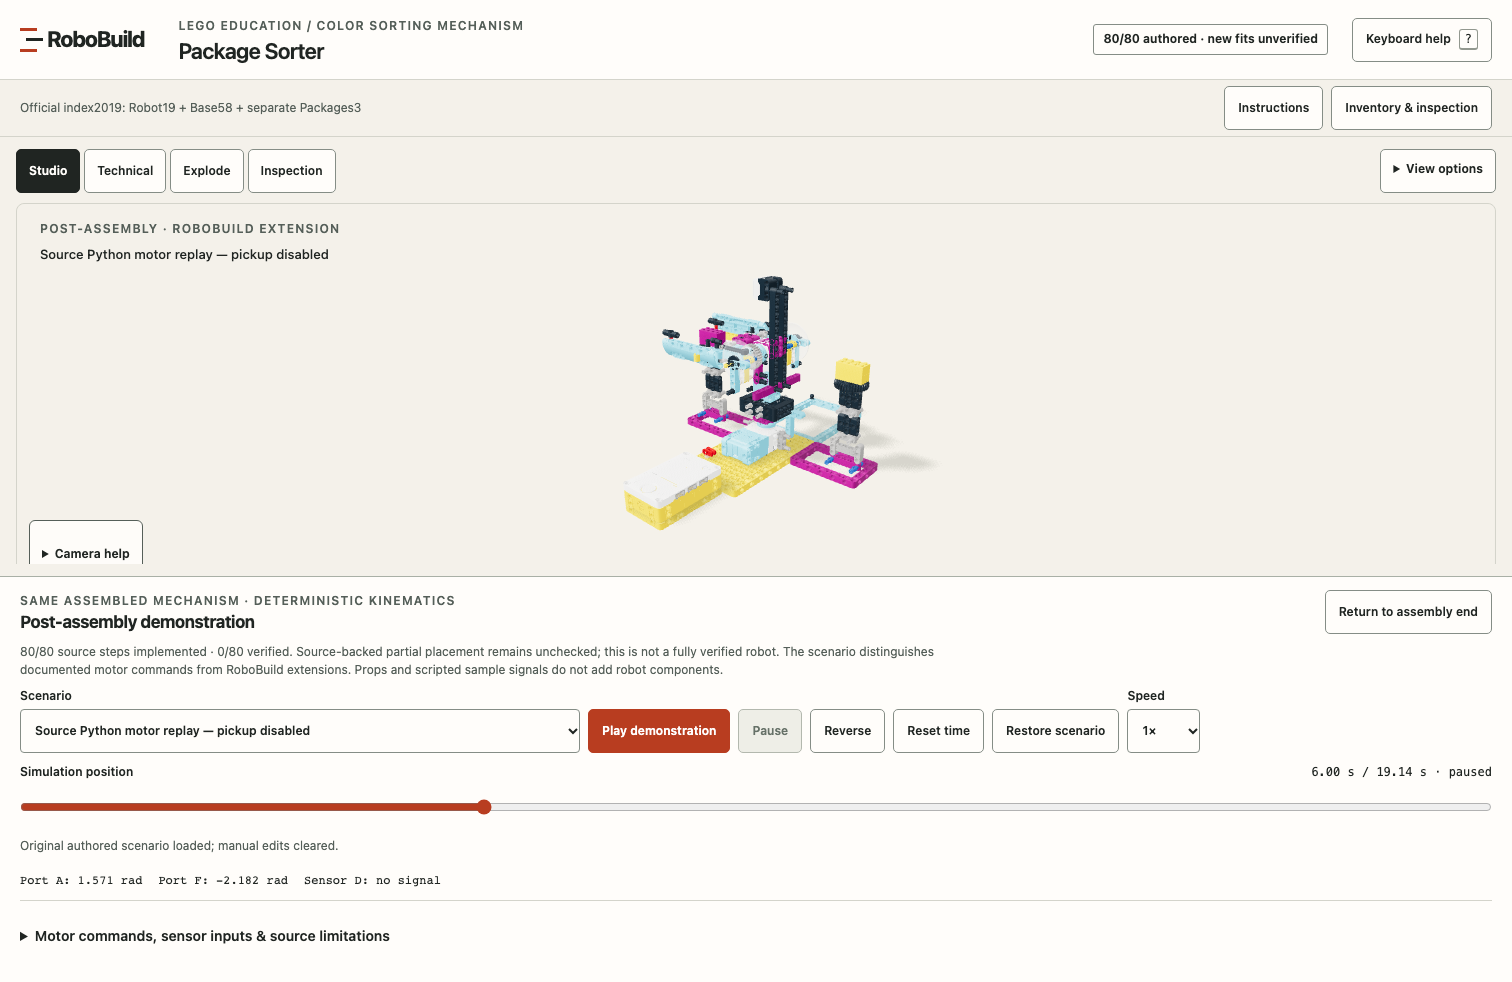 RoboBuild
LEGO EDUCATION / COLOR SORTING MECHANISM
Package Sorter
80/80 authored · new fits unverified
Keyboard help ?
Official index2019: Robot19 + Base58 + separate Packages3
Instructions
Inventory & inspection
Studio
Technical
Explode
Inspection
▶ View options
POST-ASSEMBLY · ROBOBUILD EXTENSION
Source Python motor replay — pickup disabled
▶ Camera help
SAME ASSEMBLED MECHANISM · DETERMINISTIC KINEMATICS
Post-assembly demonstration
Return to assembly end
80/80 source steps implemented · 0/80 verified. Source-backed partial placement remains unchecked; this is not a fully verified robot. The scenario distinguishes
documented motor commands from RoboBuild extensions. Props and scripted sample signals do not add robot components.
Scenario
Speed
Source Python motor replay — pickup disabled
Play demonstration
Pause
Reverse
Reset time
Restore scenario
1×
Simulation position
6.00 s / 19.14 s · paused
Original authored scenario loaded; manual edits cleared.
Port A: 1.571 rad Port F: -2.182 rad Sensor D: no signal
▶ Motor commands, sensor inputs & source limitations